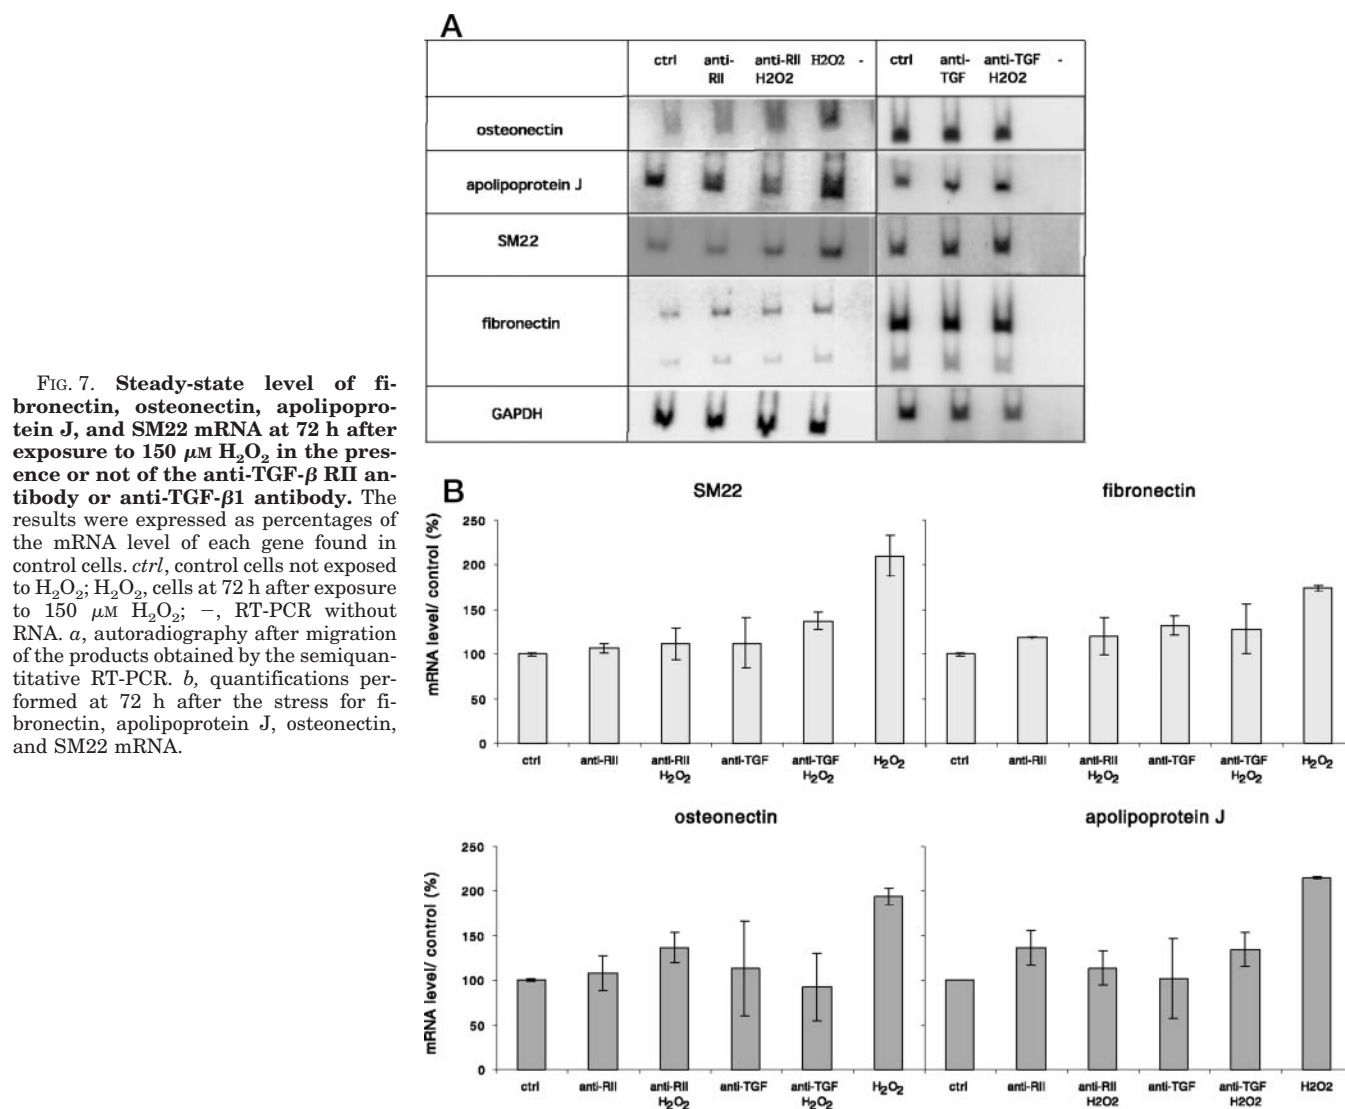 A
ctrl anti-RII anti-RII H2O2 H2O2 - ctrl anti-TGF anti-TGF H2O2 -
osteonectin
apolipoprotein J
SM22
fibronectin
GAPDH
FIG. 7. Steady-state level of fi-
bronectin, osteonectin, apolipopro-
tein J, and SM22 mRNA at 72 h after
exposure to 150 μM H₂O₂ in the pres-
ence or not of the anti-TGF-β RII an-
tibody or anti-TGF-β1 antibody. The
results were expressed as percentages of
the mRNA level of each gene found in
control cells. ctrl, control cells not exposed
to H₂O₂; H₂O₂, cells at 72 h after exposure
to 150 μM H₂O₂; −, RT-PCR without
RNA. a, autoradiography after migration
of the products obtained by the semiquan-
titative RT-PCR. b, quantifications per-
formed at 72 h after the stress for fi-
bronectin, apolipoprotein J, osteonectin,
and SM22 mRNA.
B
SM22
mRNA level/ control (%)
250
200
150
100
50
0
ctrl anti-RII anti-RII H₂O₂ anti-TGF anti-TGF H₂O₂ H₂O₂
fibronectin
ctrl anti-RII anti-RII H₂O₂ anti-TGF anti-TGF H₂O₂ H₂O₂
osteonectin
mRNA level/ control (%)
250
200
150
100
50
0
ctrl anti-RII anti-RII H₂O₂ anti-TGF anti-TGF H₂O₂ H₂O₂
apolipoprotein J
ctrl anti-RII anti-RII H2O2 anti-TGF anti-TGF H2O2 H2O2